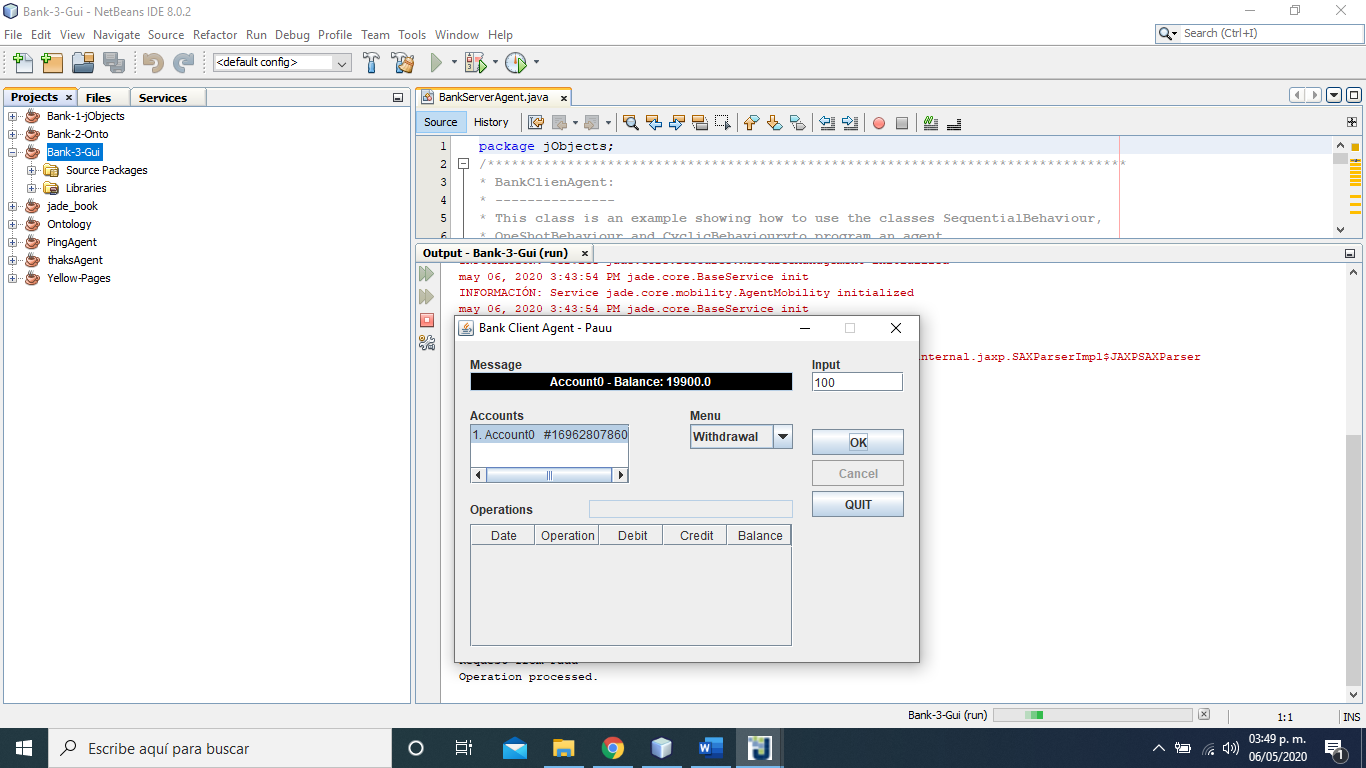 Bank-3-Gui - NetBeans IDE 8.0.2
File Edit View Navigate Source Refactor Run Debug Profile Team Tools Window Help
Search (Ctrl+I)
<default config>
Projects
Files
Services
Bank-1-jObjects
Bank-2-Onto
Bank-3-Gui
Source Packages
Libraries
jade_book
Ontology
PingAgent
thaksAgent
Yellow-Pages
BankServerAgent.java
Source
History
1 package jObjects;
2 /********************************************************************************
3 * BankClienAgent:
4 * ---------------
5 * This class is an example showing how to use the classes SequentialBehaviour,
6 * OneShotBehaviour and CyclicBehaviouryto program an agent.
Output - Bank-3-Gui (run)
may 06, 2020 3:43:54 PM jade.core.BaseService init
INFORMACIÓN: Service jade.core.mobility.AgentMobility initialized
may 06, 2020 3:43:54 PM jade.core.BaseService init
nternal.jaxp.SAXParserImpl$JAXPSAXParser
Bank Client Agent - Pauu
Message
Account0 - Balance: 19900.0
Input
100
Accounts
1. Account0 #16962807860
Menu
Withdrawal
OK
Cancel
QUIT
Operations
Date Operation Debit Credit Balance
Operation processed.
Bank-3-Gui (run)
1:1
INS
Escribe aquí para buscar
03:49 p. m.
06/05/2020
1